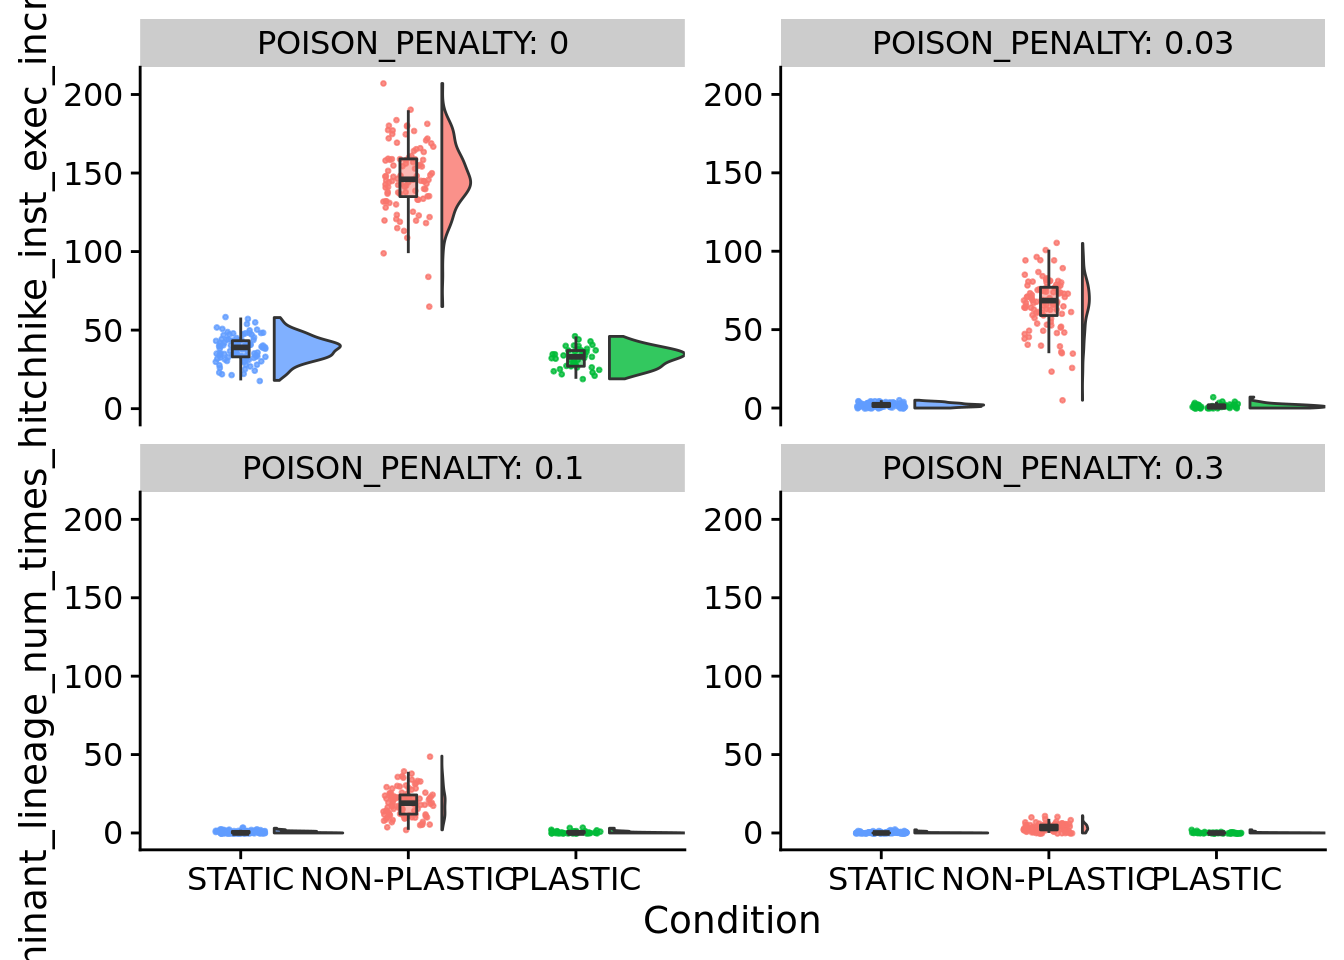 POISON_PENALTY: 0
POISON_PENALTY: 0.03
200
150
100
50
0
200
150
100
50
0
POISON_PENALTY: 0.1
POISON_PENALTY: 0.3
200
150
100
50
0
200
150
100
50
0
STATIC NON-PLASTIC PLASTIC
STATIC NON-PLASTIC PLASTIC
Condition
minant_lineage_num_times_hitchhike_inst_exec_incr